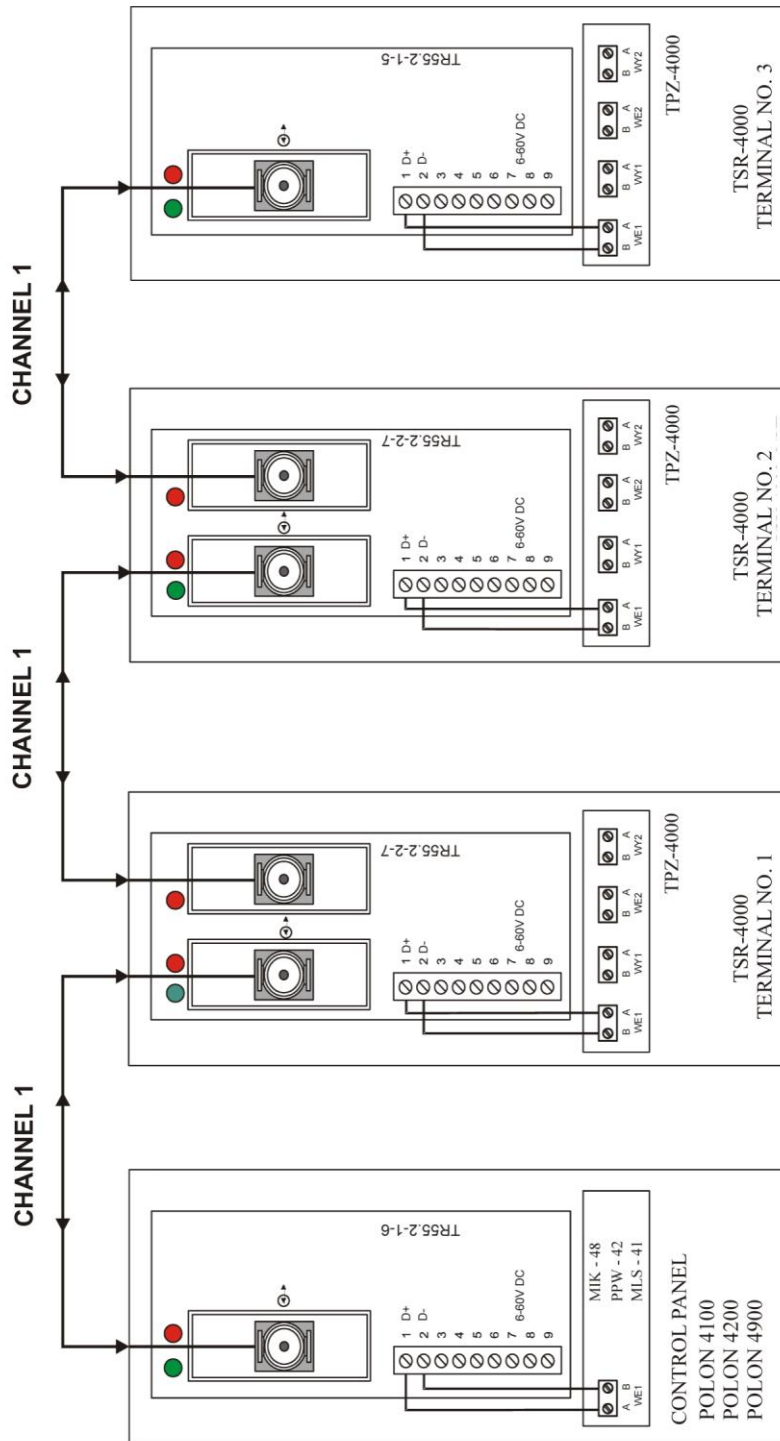 CHANNEL 1
CHANNEL 1
CHANNEL 1
TR55.2-1-6
1 D+
2 D-
3
4
5
6
7
6-60V DC
8
9
A B
WE1
MIK - 48
PPW - 42
MLS - 41
CONTROL PANEL
POLON 4100
POLON 4200
POLON 4900
TR55.2-2-7
1 D+
2 D-
3
4
5
6
7
6-60V DC
8
9
B A B A B A B A
WE1 WY1 WE2 WY2
TPZ-4000
TSR-4000
TERMINAL NO. 1
TR55.2-2-7
1 D+
2 D-
3
4
5
6
7
6-60V DC
8
9
B A B A B A B A
WE1 WY1 WE2 WY2
TPZ-4000
TSR-4000
TERMINAL NO. 2
TR55.2-1-5
1 D+
2 D-
3
4
5
6
7
6-60V DC
8
9
B A B A B A B A
WE1 WY1 WE2 WY2
TPZ-4000
TSR-4000
TERMINAL NO. 3